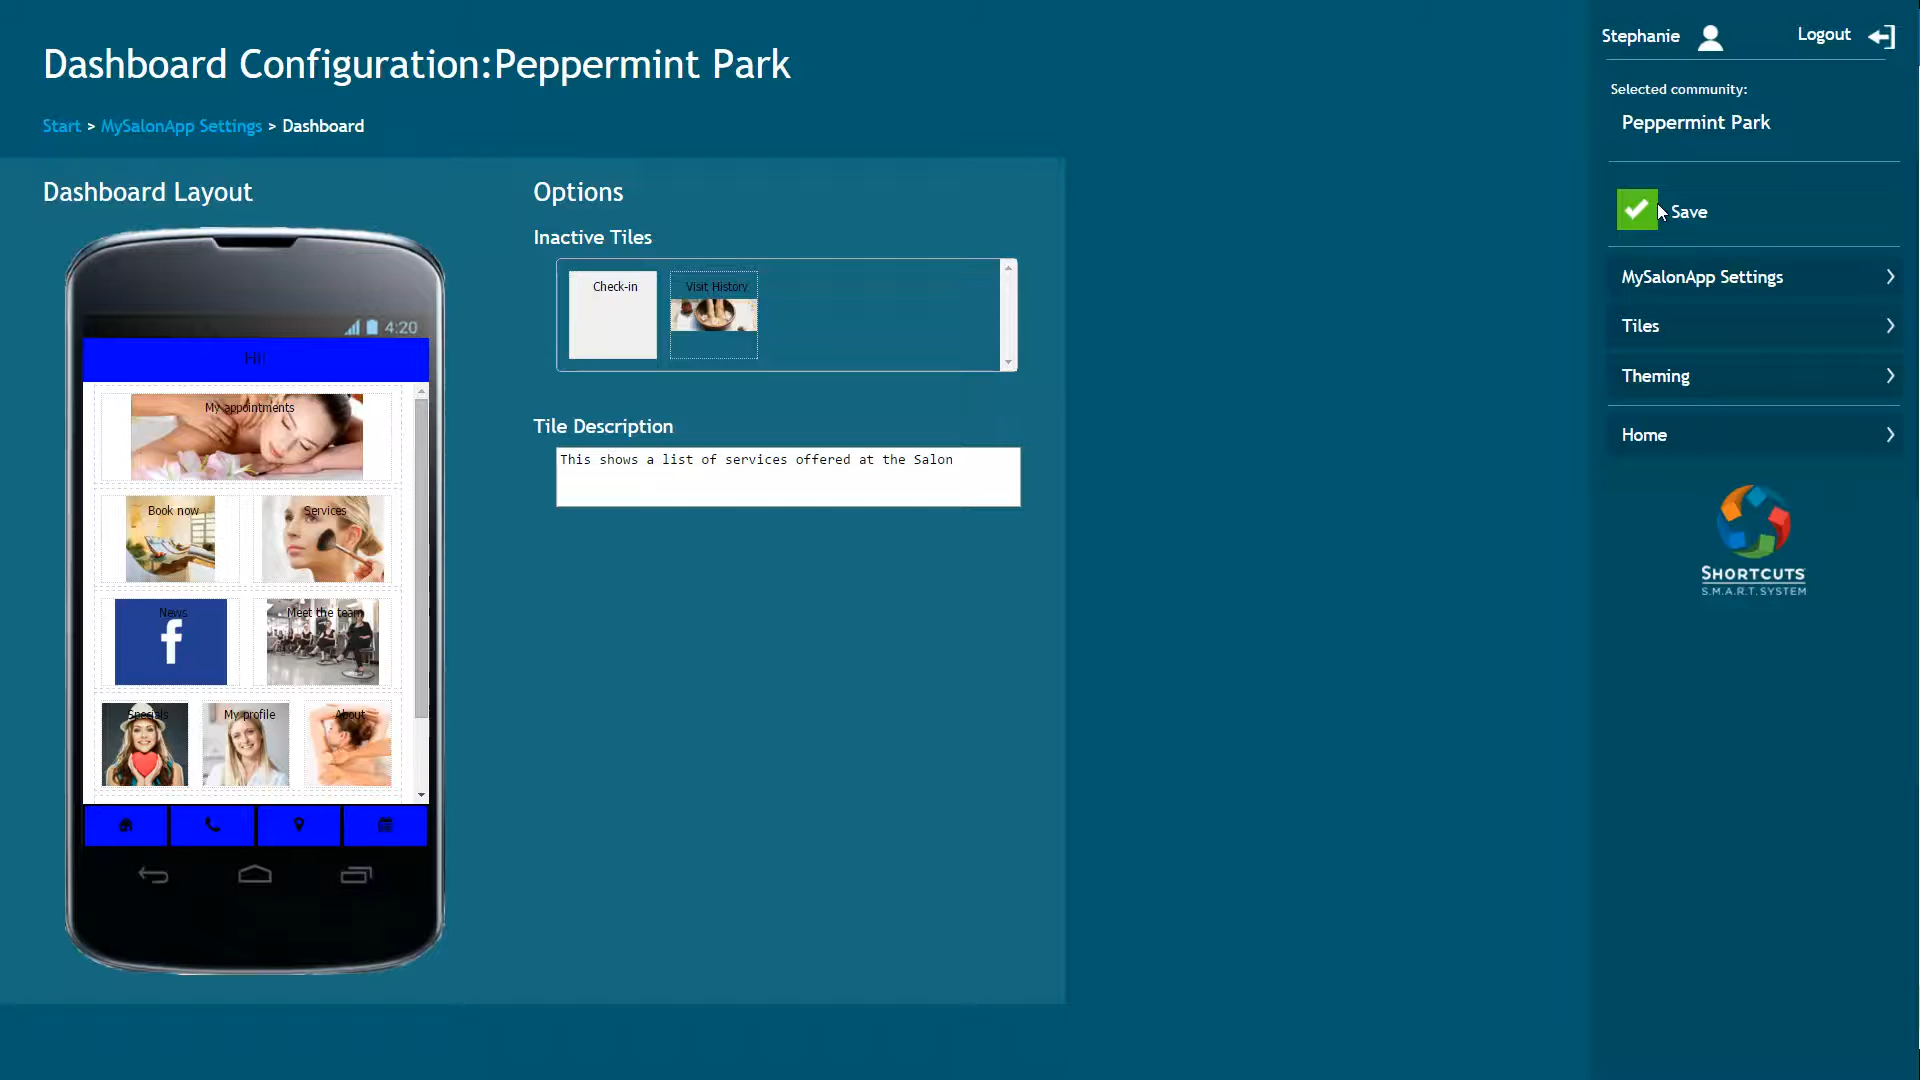 Dashboard Configuration:Peppermint Park
Start > MySalonApp Settings > Dashboard
Dashboard Layout
4:20
Hi!
My appointments
Book now
Services
News
Meet the team
Specials
My profile
About
Options
Inactive Tiles
Check-in
Visit History
Tile Description
This shows a list of services offered at the Salon
Stephanie
Logout
Selected community:
Peppermint Park
Save
MySalonApp Settings
Tiles
Theming
Home
SHORTCUTS
S.M.A.R.T. SYSTEM